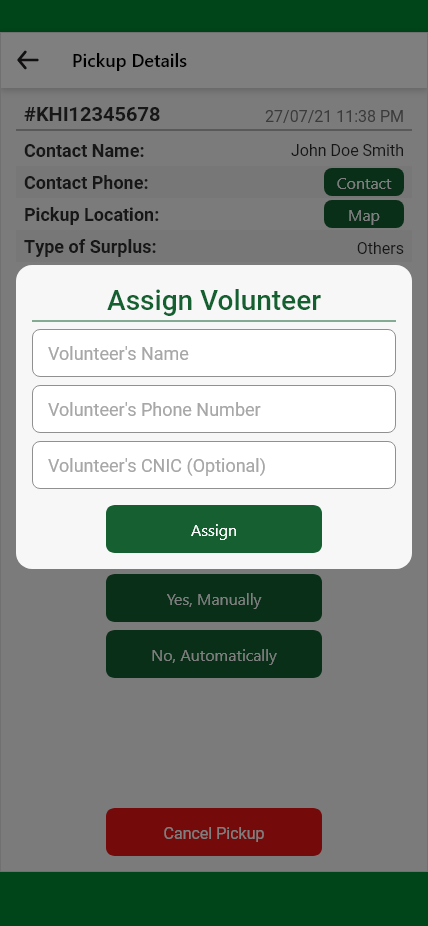 Pickup Details
#KHI12345678 27/07/21 11:38 PM
Contact Name: John Doe Smith
Contact Phone: Contact
Pickup Location: Map
Type of Surplus: Others
Assign Volunteer
Volunteer's Name
Volunteer's Phone Number
Volunteer's CNIC (Optional)
Assign
Yes, Manually
No, Automatically
Cancel Pickup